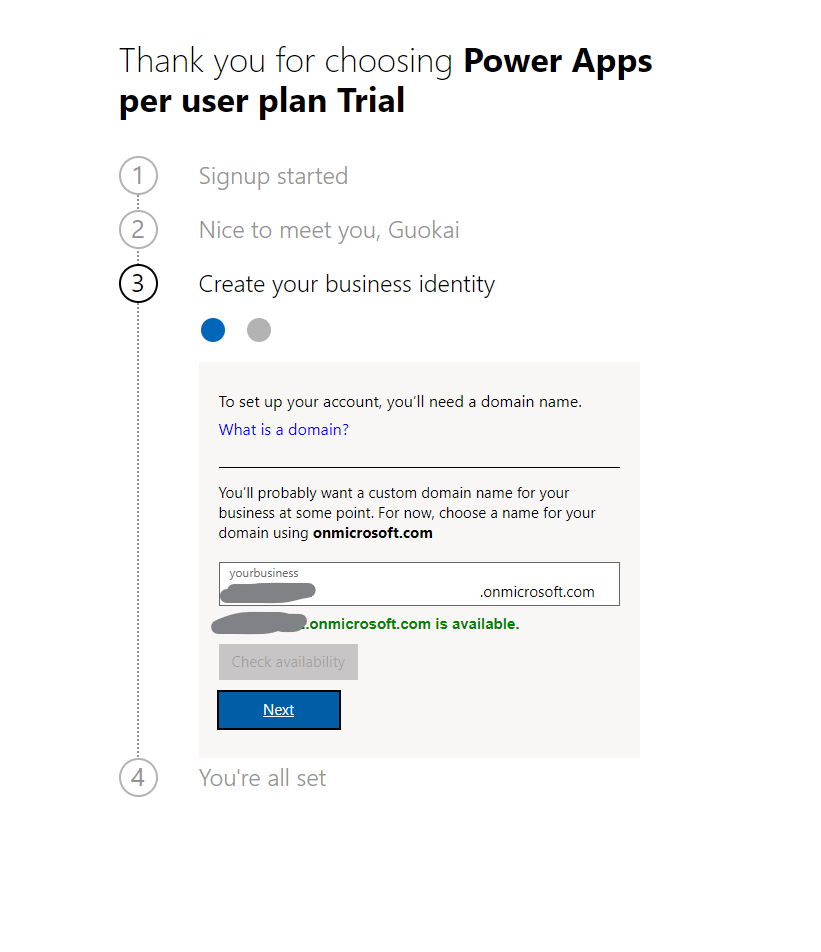 Thank you for choosing Power Apps
per user plan Trial
1 Signup started
2 Nice to meet you, Guokai
3 Create your business identity
To set up your account, you'll need a domain name.
What is a domain?
You'll probably want a custom domain name for your
business at some point. For now, choose a name for your
domain using onmicrosoft.com
yourbusiness
.onmicrosoft.com
.onmicrosoft.com is available.
Check availability
Next
4 You're all set